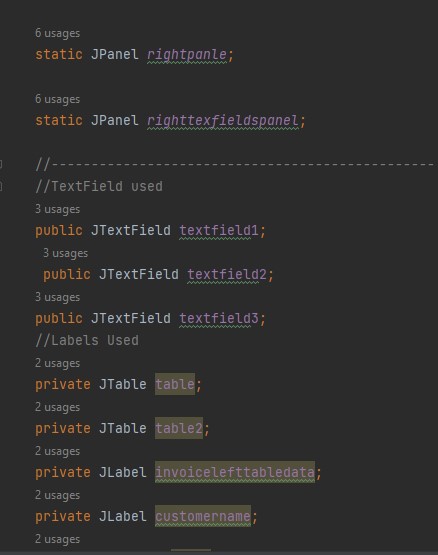 6 usages
static JPanel rightpanle;
6 usages
static JPanel righttexfieldspanel;
//-------------------------------------------------
//TextField used
3 usages
public JTextField textfield1;
3 usages
public JTextField textfield2;
3 usages
public JTextField textfield3;
//Labels Used
2 usages
private JTable table;
2 usages
private JTable table2;
2 usages
private JLabel invoicelefttabledata;
2 usages
private JLabel customername;
2 usages